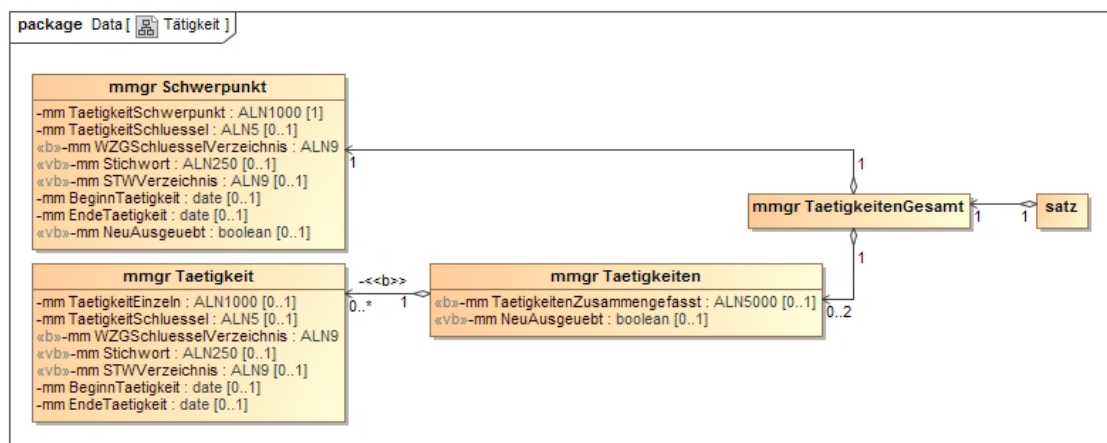 package Data [ Tätigkeit ]
mmgr Schwerpunkt
-mm TaetigkeitSchwerpunkt : ALN1000 [1]
-mm TaetigkeitSchluessel : ALN5 [0..1]
«b»-mm WZGSchluesselVerzeichnis : ALN9
«vb»-mm Stichwort : ALN250 [0..1]
«vb»-mm STWVerzeichnis : ALN9 [0..1]
-mm BeginnTaetigkeit : date [0..1]
-mm EndeTaetigkeit : date [0..1]
«vb»-mm NeuAusgeuebt : boolean [0..1]
1
1
mmgr TaetigkeitenGesamt
1
1
satz
1
mmgr Taetigkeit
-mm TaetigkeitEinzeln : ALN1000 [0..1]
-mm TaetigkeitSchluessel : ALN5 [0..1]
«b»-mm WZGSchluesselVerzeichnis : ALN9
«vb»-mm Stichwort : ALN250 [0..1]
«vb»-mm STWVerzeichnis : ALN9 [0..1]
-mm BeginnTaetigkeit : date [0..1]
-mm EndeTaetigkeit : date [0..1]
-<<b>>
0..*
1
mmgr Taetigkeiten
«b»-mm TaetigkeitenZusammengefasst : ALN5000 [0..1]
«vb»-mm NeuAusgeuebt : boolean [0..1]
0..2